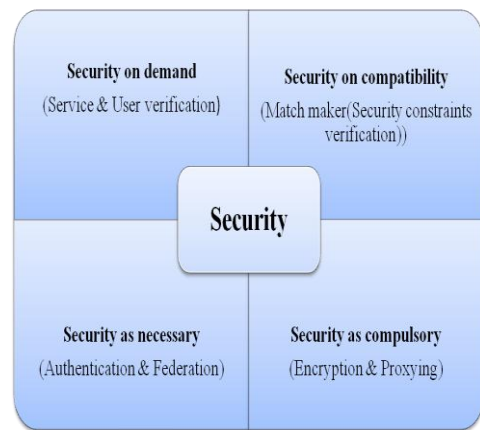 Security on demand
(Service & User verification)
Security on compatibility
(Match maker(Security constraints
verification))
Security
Security as necessary
(Authentication & Federation)
Security as compulsory
(Encryption & Proxying)